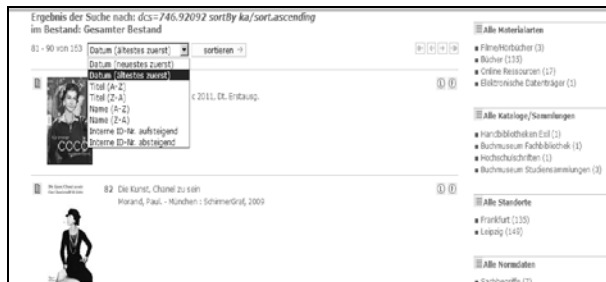 Ergebnis der Suche nach: dcs=746.92092 sortBy ka/sort.ascending
im Bestand: Gesamter Bestand
81 - 90 von 153
Datum (ältestes zuerst)
sortieren
Datum (neuestes zuerst)
Datum (ältestes zuerst)
Titel (A-Z)
Titel (Z-A)
Name (A-Z)
Name (Z-A)
Interne ID-Nr. aufsteigend
Interne ID-Nr. absteigend
c 2011, Dt. Erstausg.
COCO
82 Die Kunst, Chanel zu sein
Morand, Paul. - München : SchirmerGraf, 2009
Alle Materialarten
Filme/Hörbücher (3)
Bücher (135)
Online Ressourcen (17)
Elektronische Datenträger (1)
Alle Kataloge/Sammlungen
Handbibliotheken Exil (1)
Buchmuseum Fachbibliothek (1)
Hochschulschriften (1)
Buchmuseum Studiensammlungen (3)
Alle Standorte
Frankfurt (135)
Leipzig (149)
Alle Normdaten
Sachbegriffe (7)